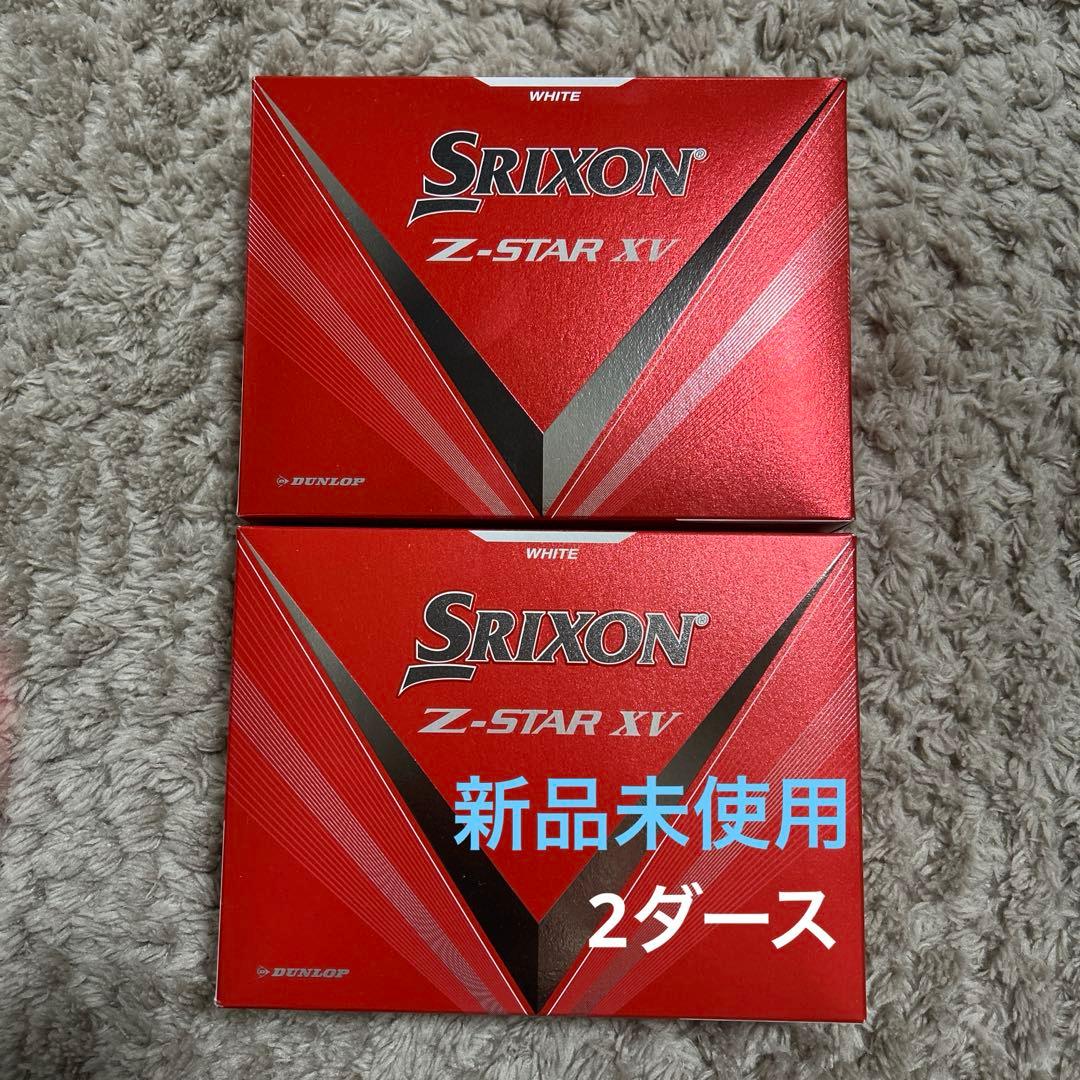 WHITE
SRIXON®
Z-STAR XV
DUNLOP
WHITE
SRIXON®
Z-STAR XV
新品未使用
2ダース
DUNLOP